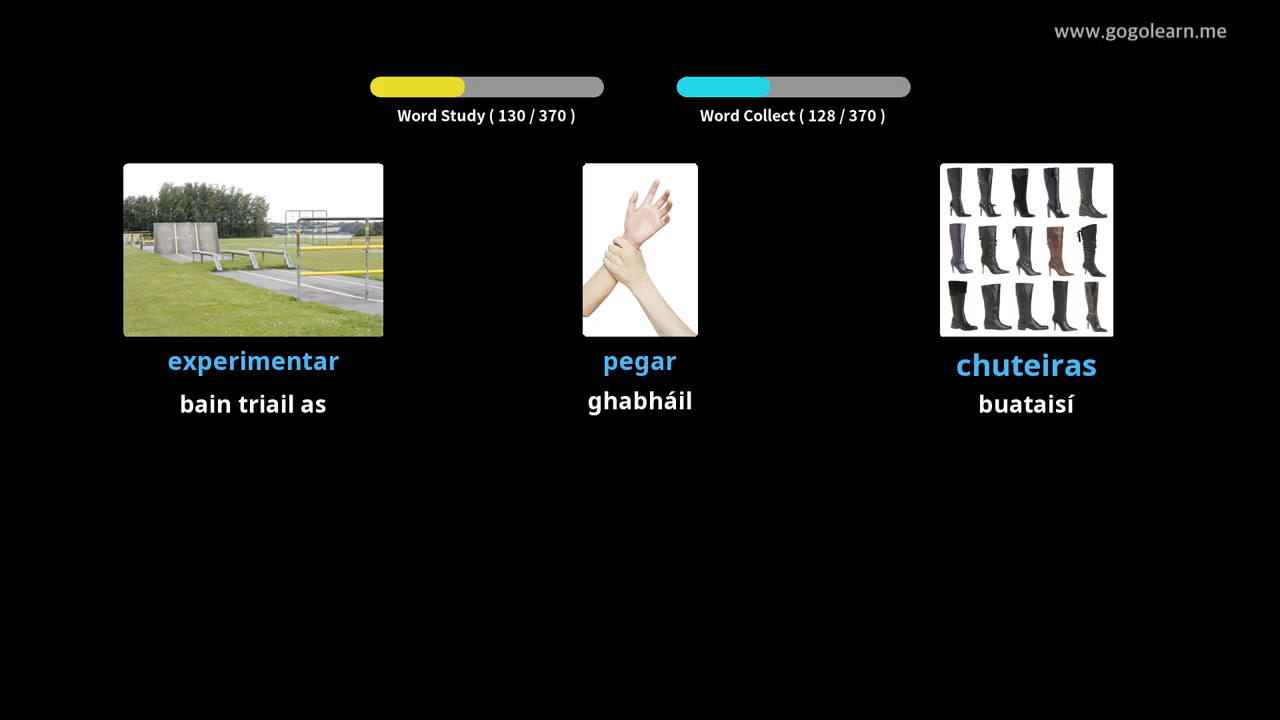 www.gogolearn.me
Word Study ( 130 / 370 )
Word Collect ( 128 / 370 )
experimentar
bain triail as
pegar
ghabháil
chuteiras
buataisí